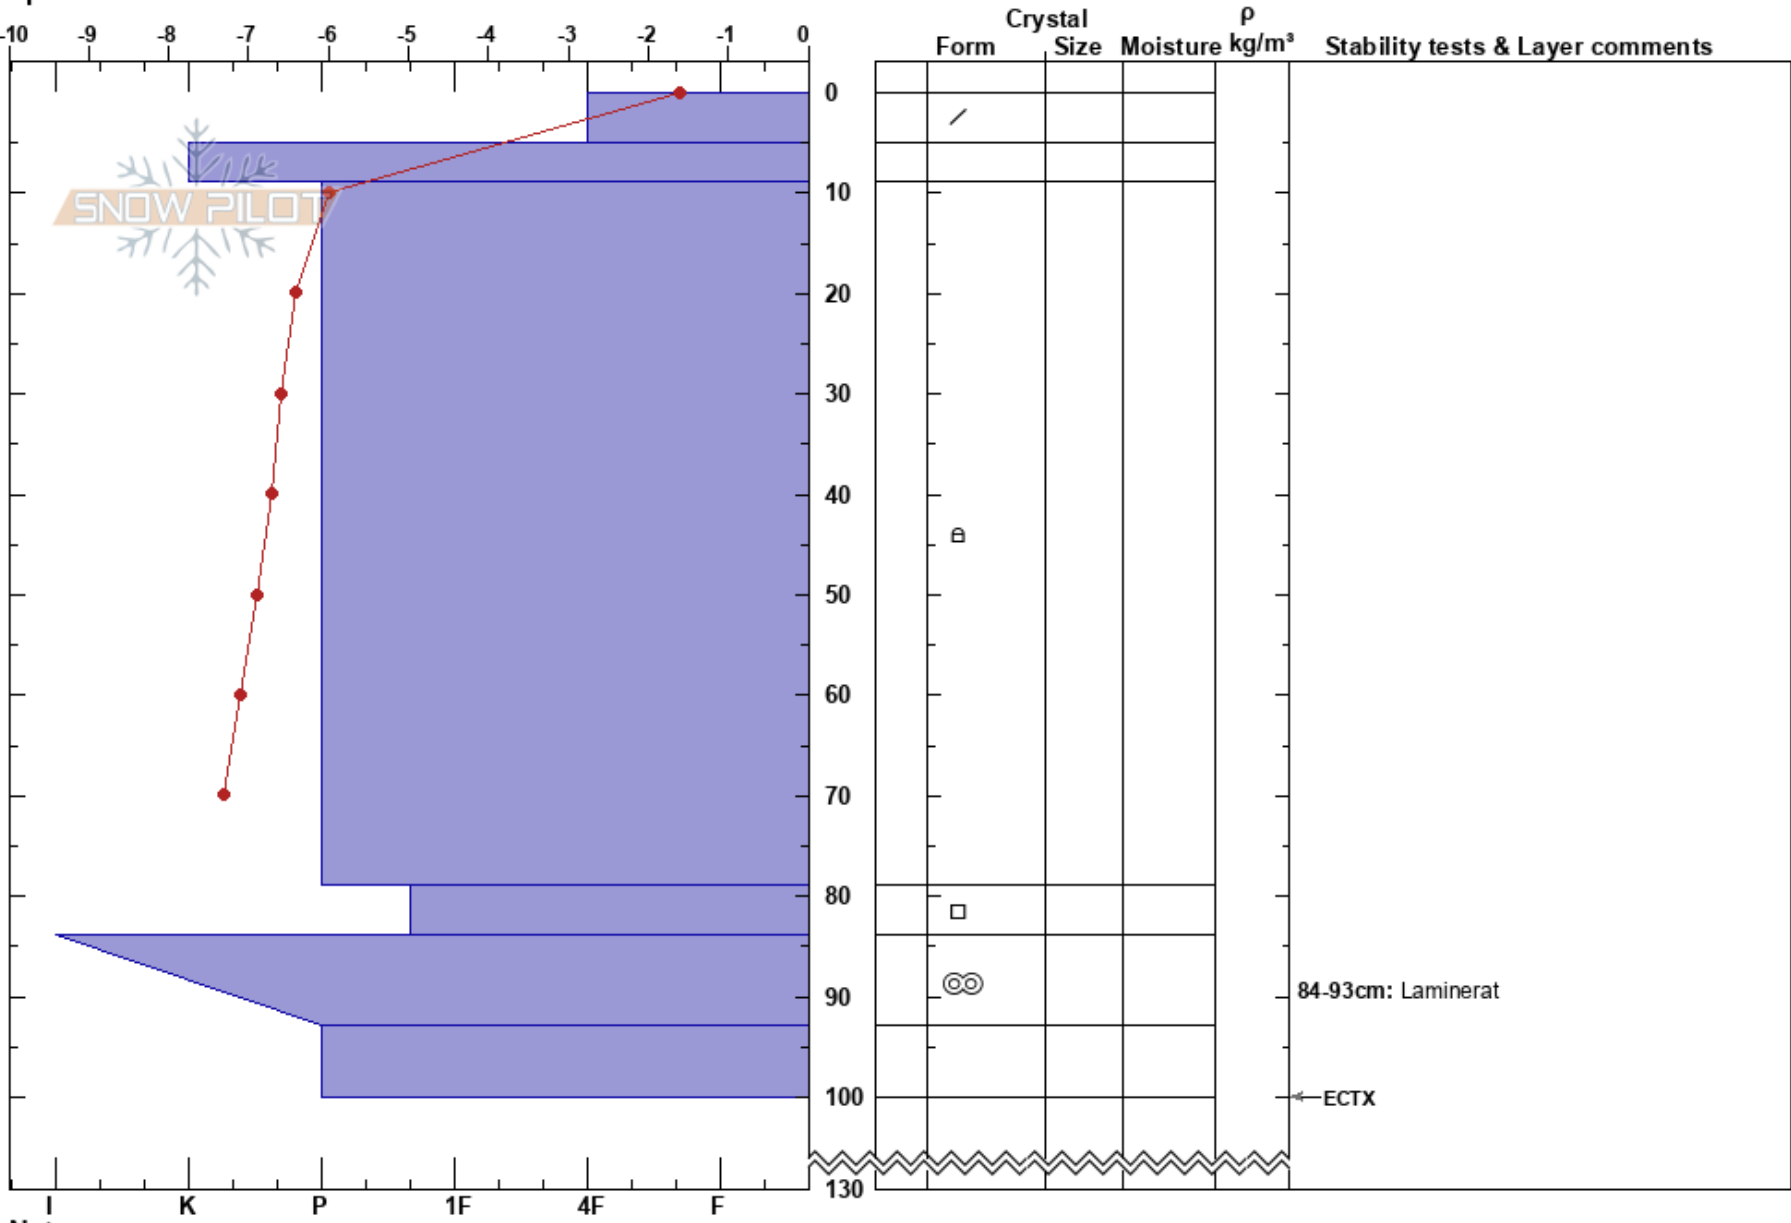 -10 -9 -8 -7 -6 -5 -4 -3 -2 -1 0
Crystal
Form Size Moisture
ρ
kg/m³
Stability tests & Layer comments
0
SNOW PILOT
10
20
30
40
50
60
70
80
90
84-93cm: Laminerat
100
ECTX
130
I K P 1F 4F F